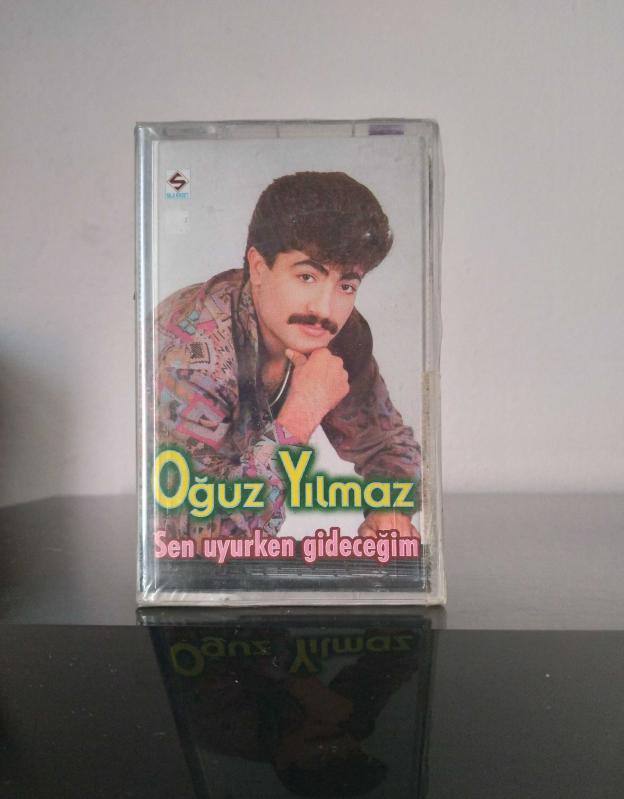 Oğuz Yılmaz
Sen uyurken gideceğim